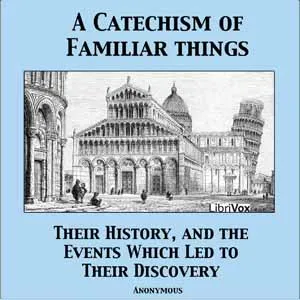 A Catechism of
Familiar things
LibriVox
Their History, and the
Events Which Led to
Their Discovery
Anonymous